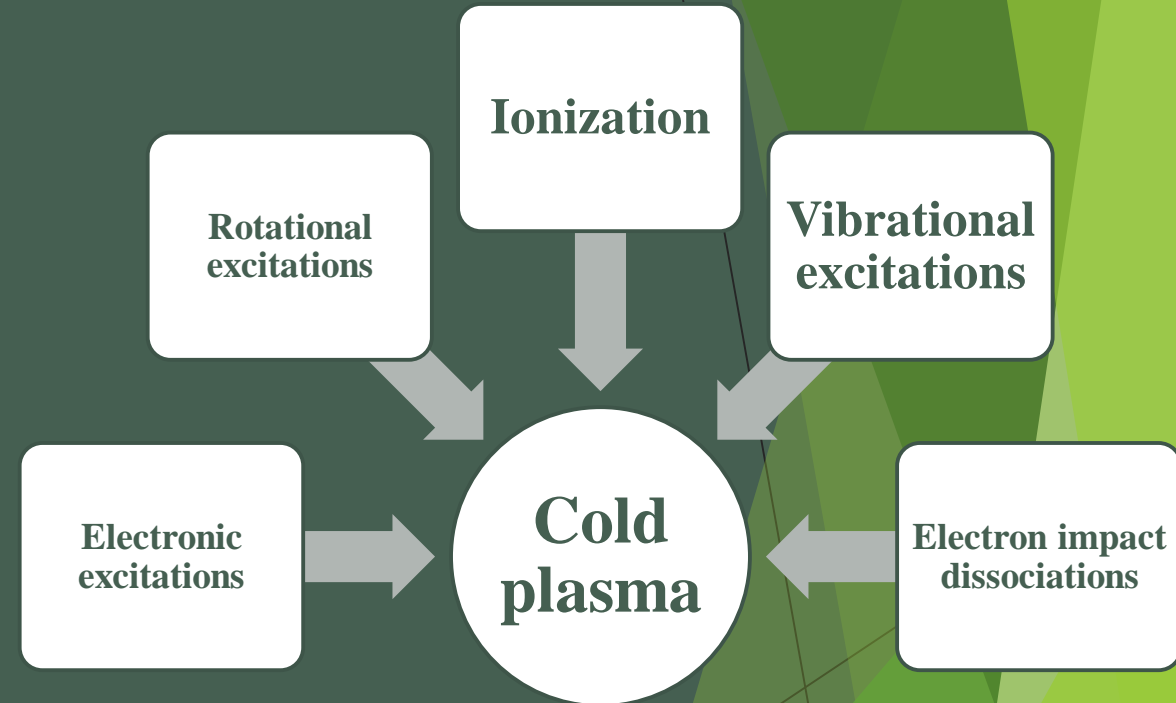 Ionization
Rotational
excitations
Vibrational
excitations
Electronic
excitations
Cold
plasma
Electron impact
dissociations